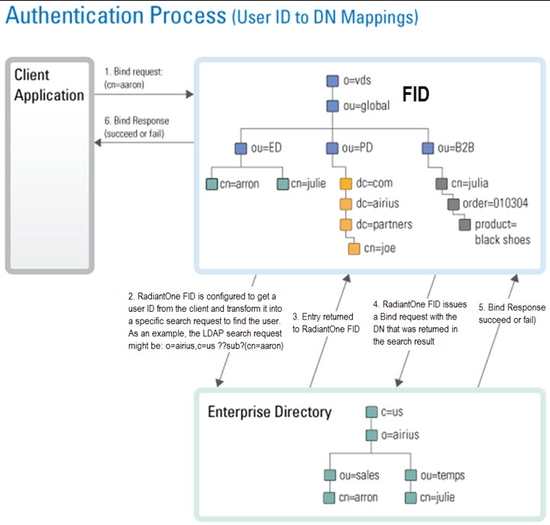 Authentication Process (User ID to DN Mappings)
Client
Application
1. Bind request:
(cn=aaron)
6. Bind Response
(succeed or fail)
FID
o=vds
ou=global
ou=ED
ou=PD
ou=B2B
cn=arron
cn=julie
dc=com
dc=airius
dc=partners
cn=joe
cn=julia
order=010304
product=
black shoes
2. RadiantOne FID is configured to get a
user ID from the client and transform it into
a specific search request to find the user.
As an example, the LDAP search request
might be: o=airius,c=us ??sub?(cn=aaron)
3. Entry returned
to RadiantOne FID
4. RadiantOne FID issues
a Bind request with the
DN that was returned in
the search result
5. Bind Response
succeed or fail)
Enterprise Directory
c=us
o=airius
ou=sales
ou=temps
cn=arron
cn=julie